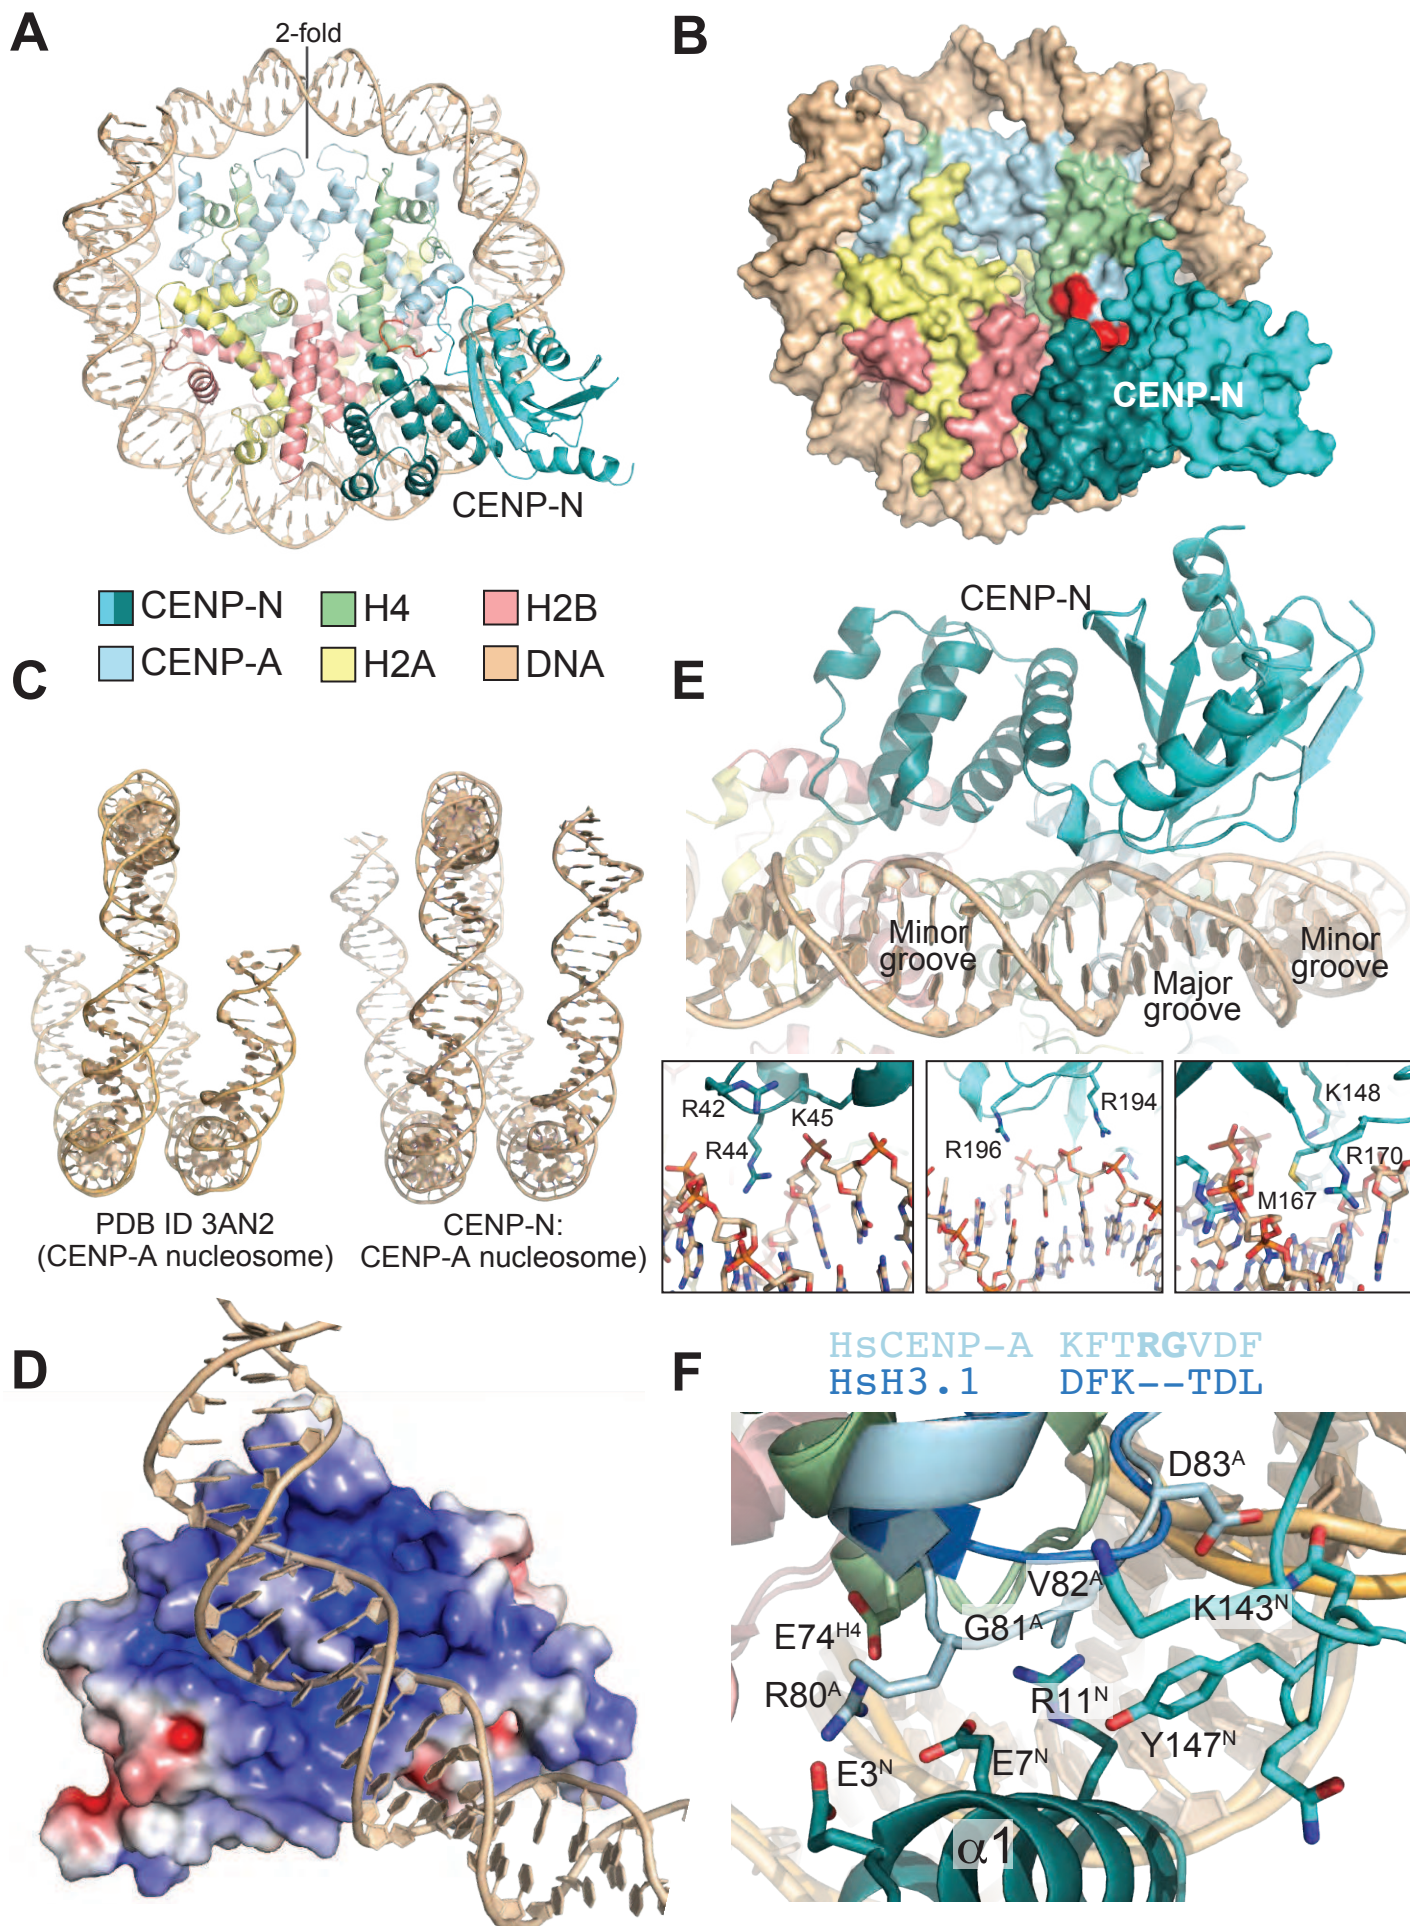 A
2-fold
CENP-N
B
CENP-N
CENP-N
H4
H2B
CENP-A
H2A
DNA
C
PDB ID 3AN2
(CENP-A nucleosome)
CENP-N:
CENP-A nucleosome)
E
CENP-N
Minor
groove
Major
groove
Minor
groove
R42
K45
R44
R194
R196
K148
R170
M167
D
F
HsCENP-A KFTRGVDF
HsH3.1 DFK--TDL
D83A
V82A
K143N
G81A
E74H4
R80A
R11N
Y147N
E7N
E3N
α1